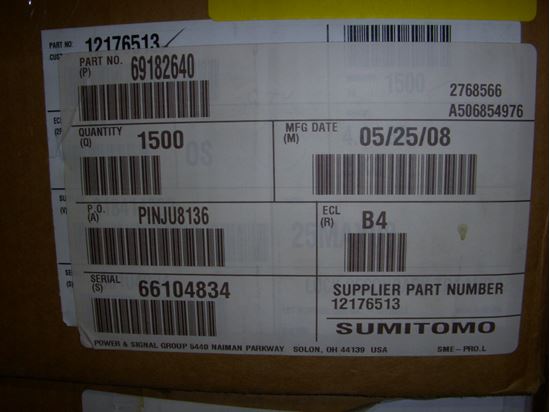 PART NO. 12176513
CUST
PART NO.
(P)
69182640
2768566
A506854976
1500
QUANTITY
(Q)
1500
MFG DATE
(M)
05/25/08
P.O.
(A)
PINJU8136
ECL
(R)
B4
SERIAL
(S)
66104834
SUPPLIER PART NUMBER
12176513
SUMITOMO
POWER & SIGNAL GROUP 5440 NAIMAN PARKWAY SOLON, OH 44139 USA SME- PRO.L